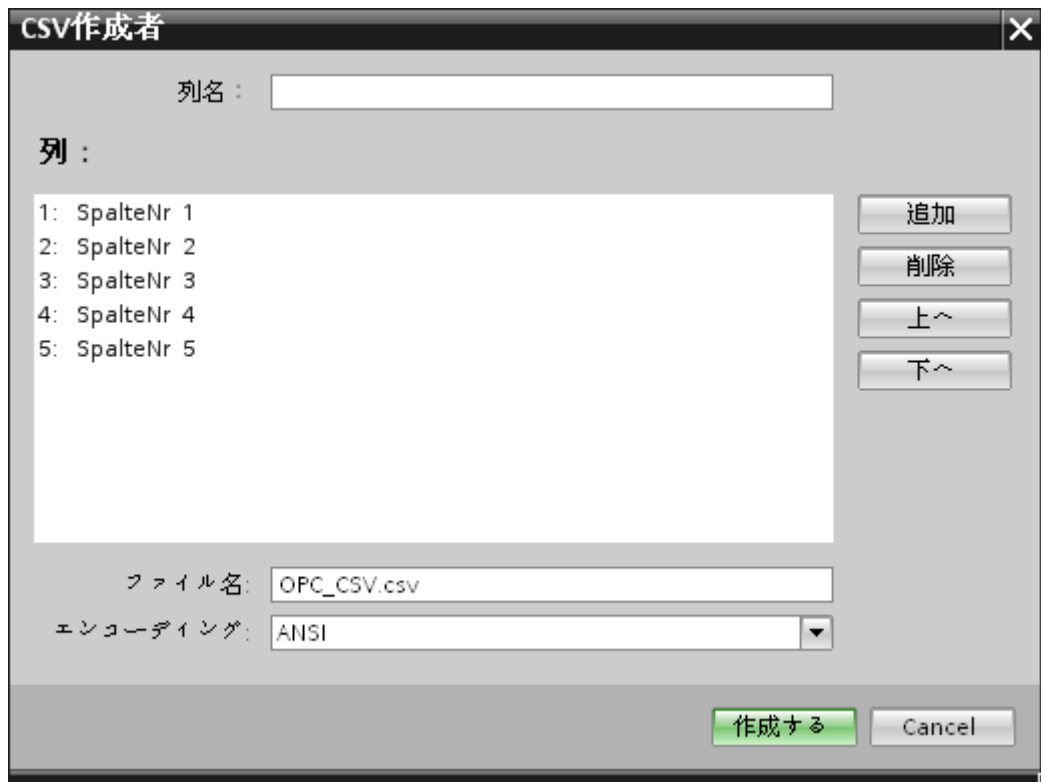 CSV作成者
列名:
列:
1: SpalteNr 1
2: SpalteNr 2
3: SpalteNr 3
4: SpalteNr 4
5: SpalteNr 5
追加
削除
上へ
下へ
ファイル名:
OPC_CSV.csv
エンコーディング:
ANSI
作成する
Cancel